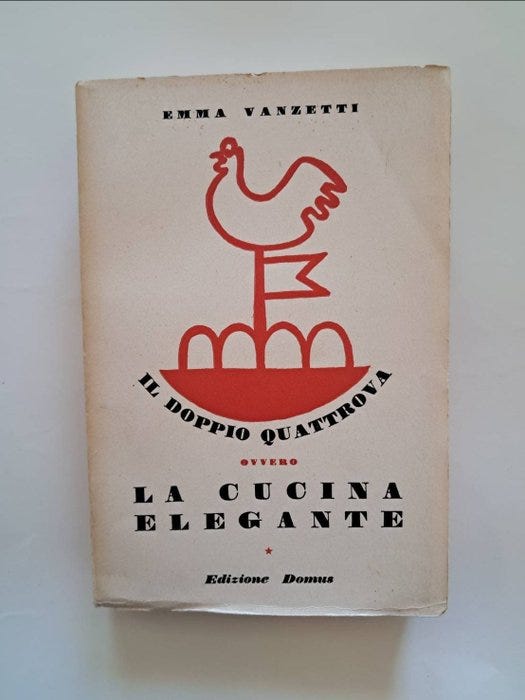 EMMA VANZETTI
IL DOPPIO QUATTROVA
OVVERO
LA CUCINA
ELEGANTE
Edizione Domus